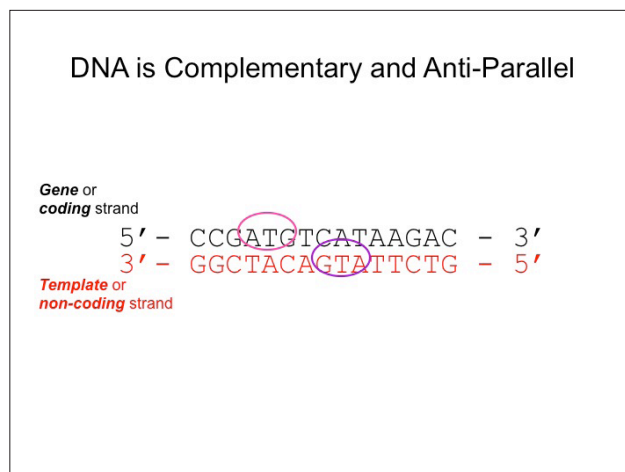 DNA is Complementary and Anti-Parallel
Gene or
coding strand
5′ - CCGATGTCATAAGAC - 3′
3′ - GGCTACAGTATTCTG - 5′
Template or
non-coding strand